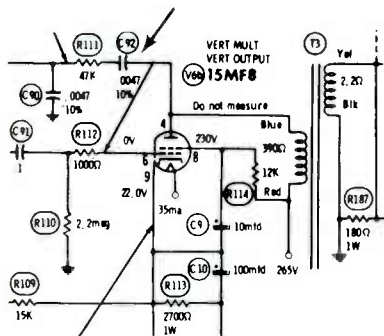 R111
47K
C92
.0047
10%
VERT MULT
VERT OUTPUT
V6b 15MF8
T3
Yel
2.2Ω
Blk
C90
.0047
10%
4
Do not measure
Blue
390Ω
Red
C91
.1
R112
1000Ω
0V
6
9
8
230V
12K
R114
22.0V
35ma
R110
2.2meg
C9
10mfd
265V
R187
180Ω
1W
C10
100mfd
R109
15K
R113
2700Ω
1W